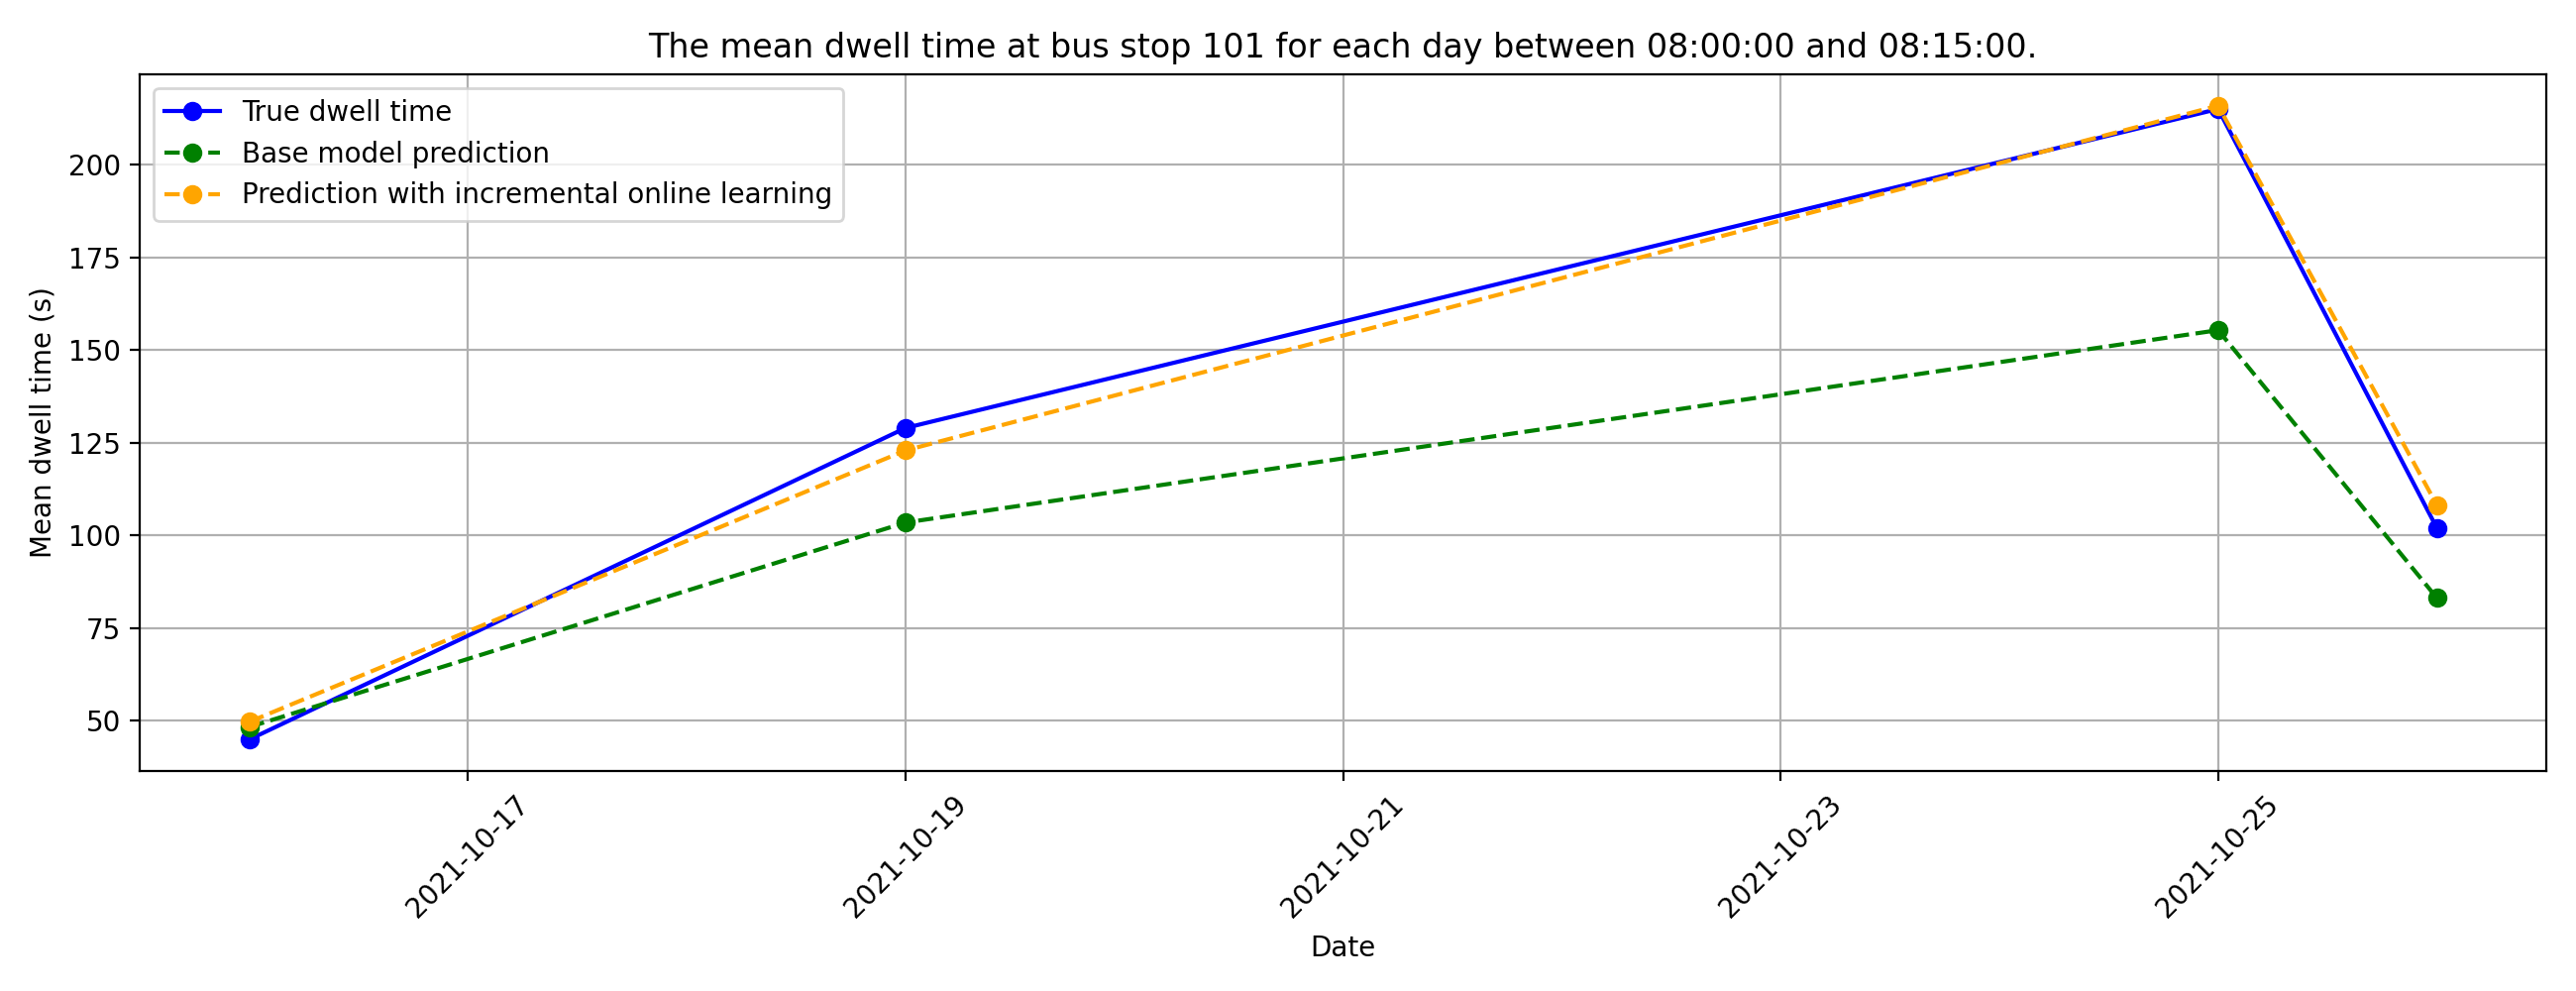 The mean dwell time at bus stop 101 for each day between 08:00:00 and 08:15:00.
True dwell time
Base model prediction
Prediction with incremental online learning
Mean dwell time (s)
200
175
150
125
100
75
50
2021-10-17
2021-10-19
2021-10-21
2021-10-23
2021-10-25
Date